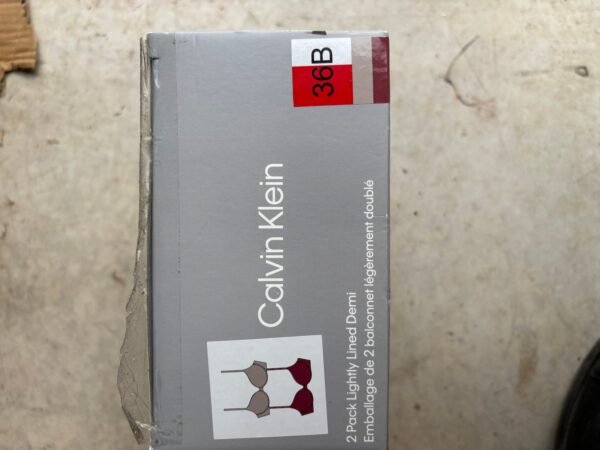 36B
Calvin Klein
2 Pack Lightly Lined Demi
Emballage de 2 balconnet légèrement doublé